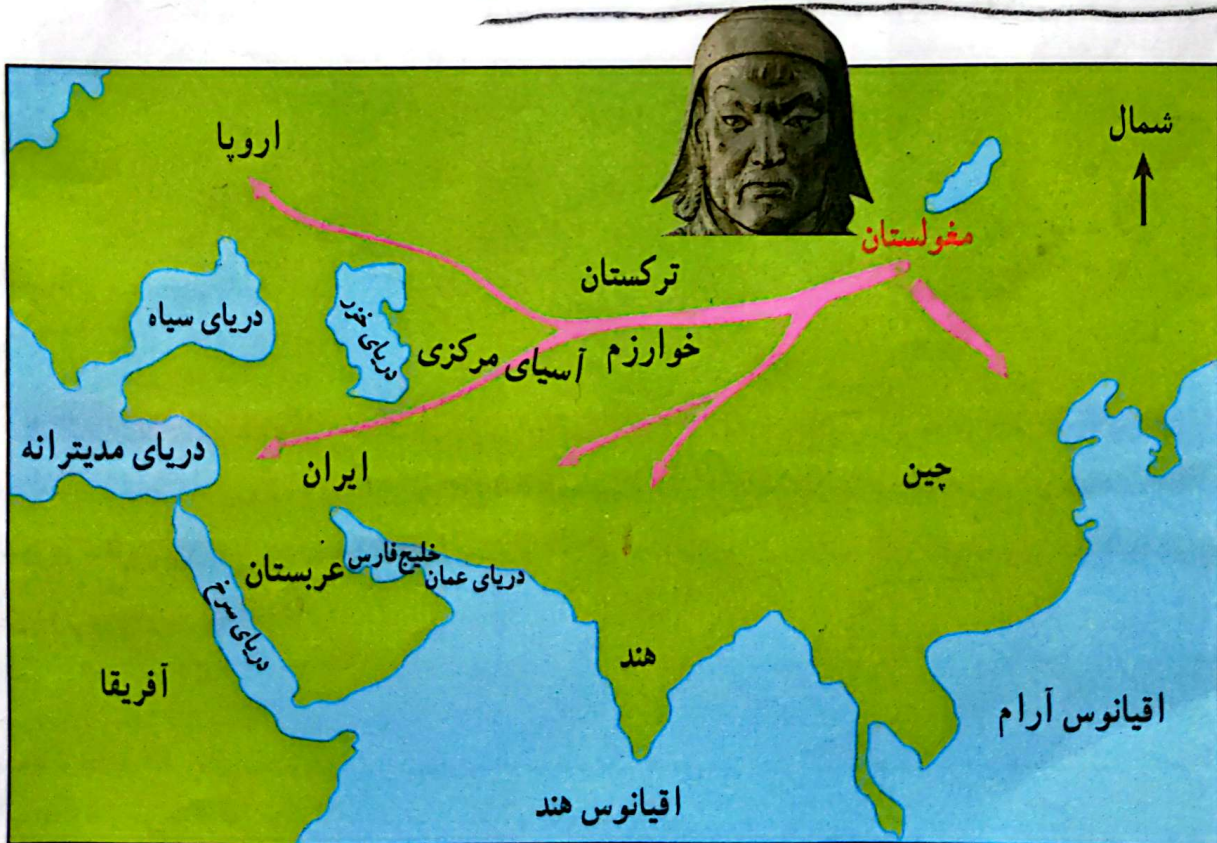 شمال
اروپا
مغولستان
ترکستان
دریای سیاه
دریای خزر
خوارزم
آسیای مرکزی
دریای مدیترانه
ایران
چین
خلیج فارس
دریای عمان
عربستان
دریای سرخ
هند
آفریقا
اقیانوس آرام
اقیانوس هند